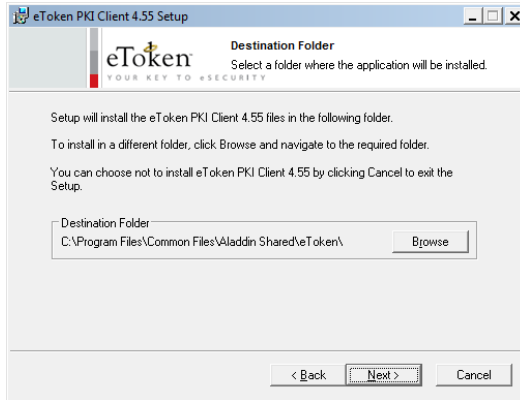 eToken PKI Client 4.55 Setup
eToken
YOUR KEY TO eSECURITY
Destination Folder
Select a folder where the application will be installed.
Setup will install the eToken PKI Client 4.55 files in the following folder.
To install in a different folder, click Browse and navigate to the required folder.
You can choose not to install eToken PKI Client 4.55 by clicking Cancel to exit the
Setup.
Destination Folder
C:\Program Files\Common Files\Aladdin Shared\eToken\
Browse
< Back
Next >
Cancel